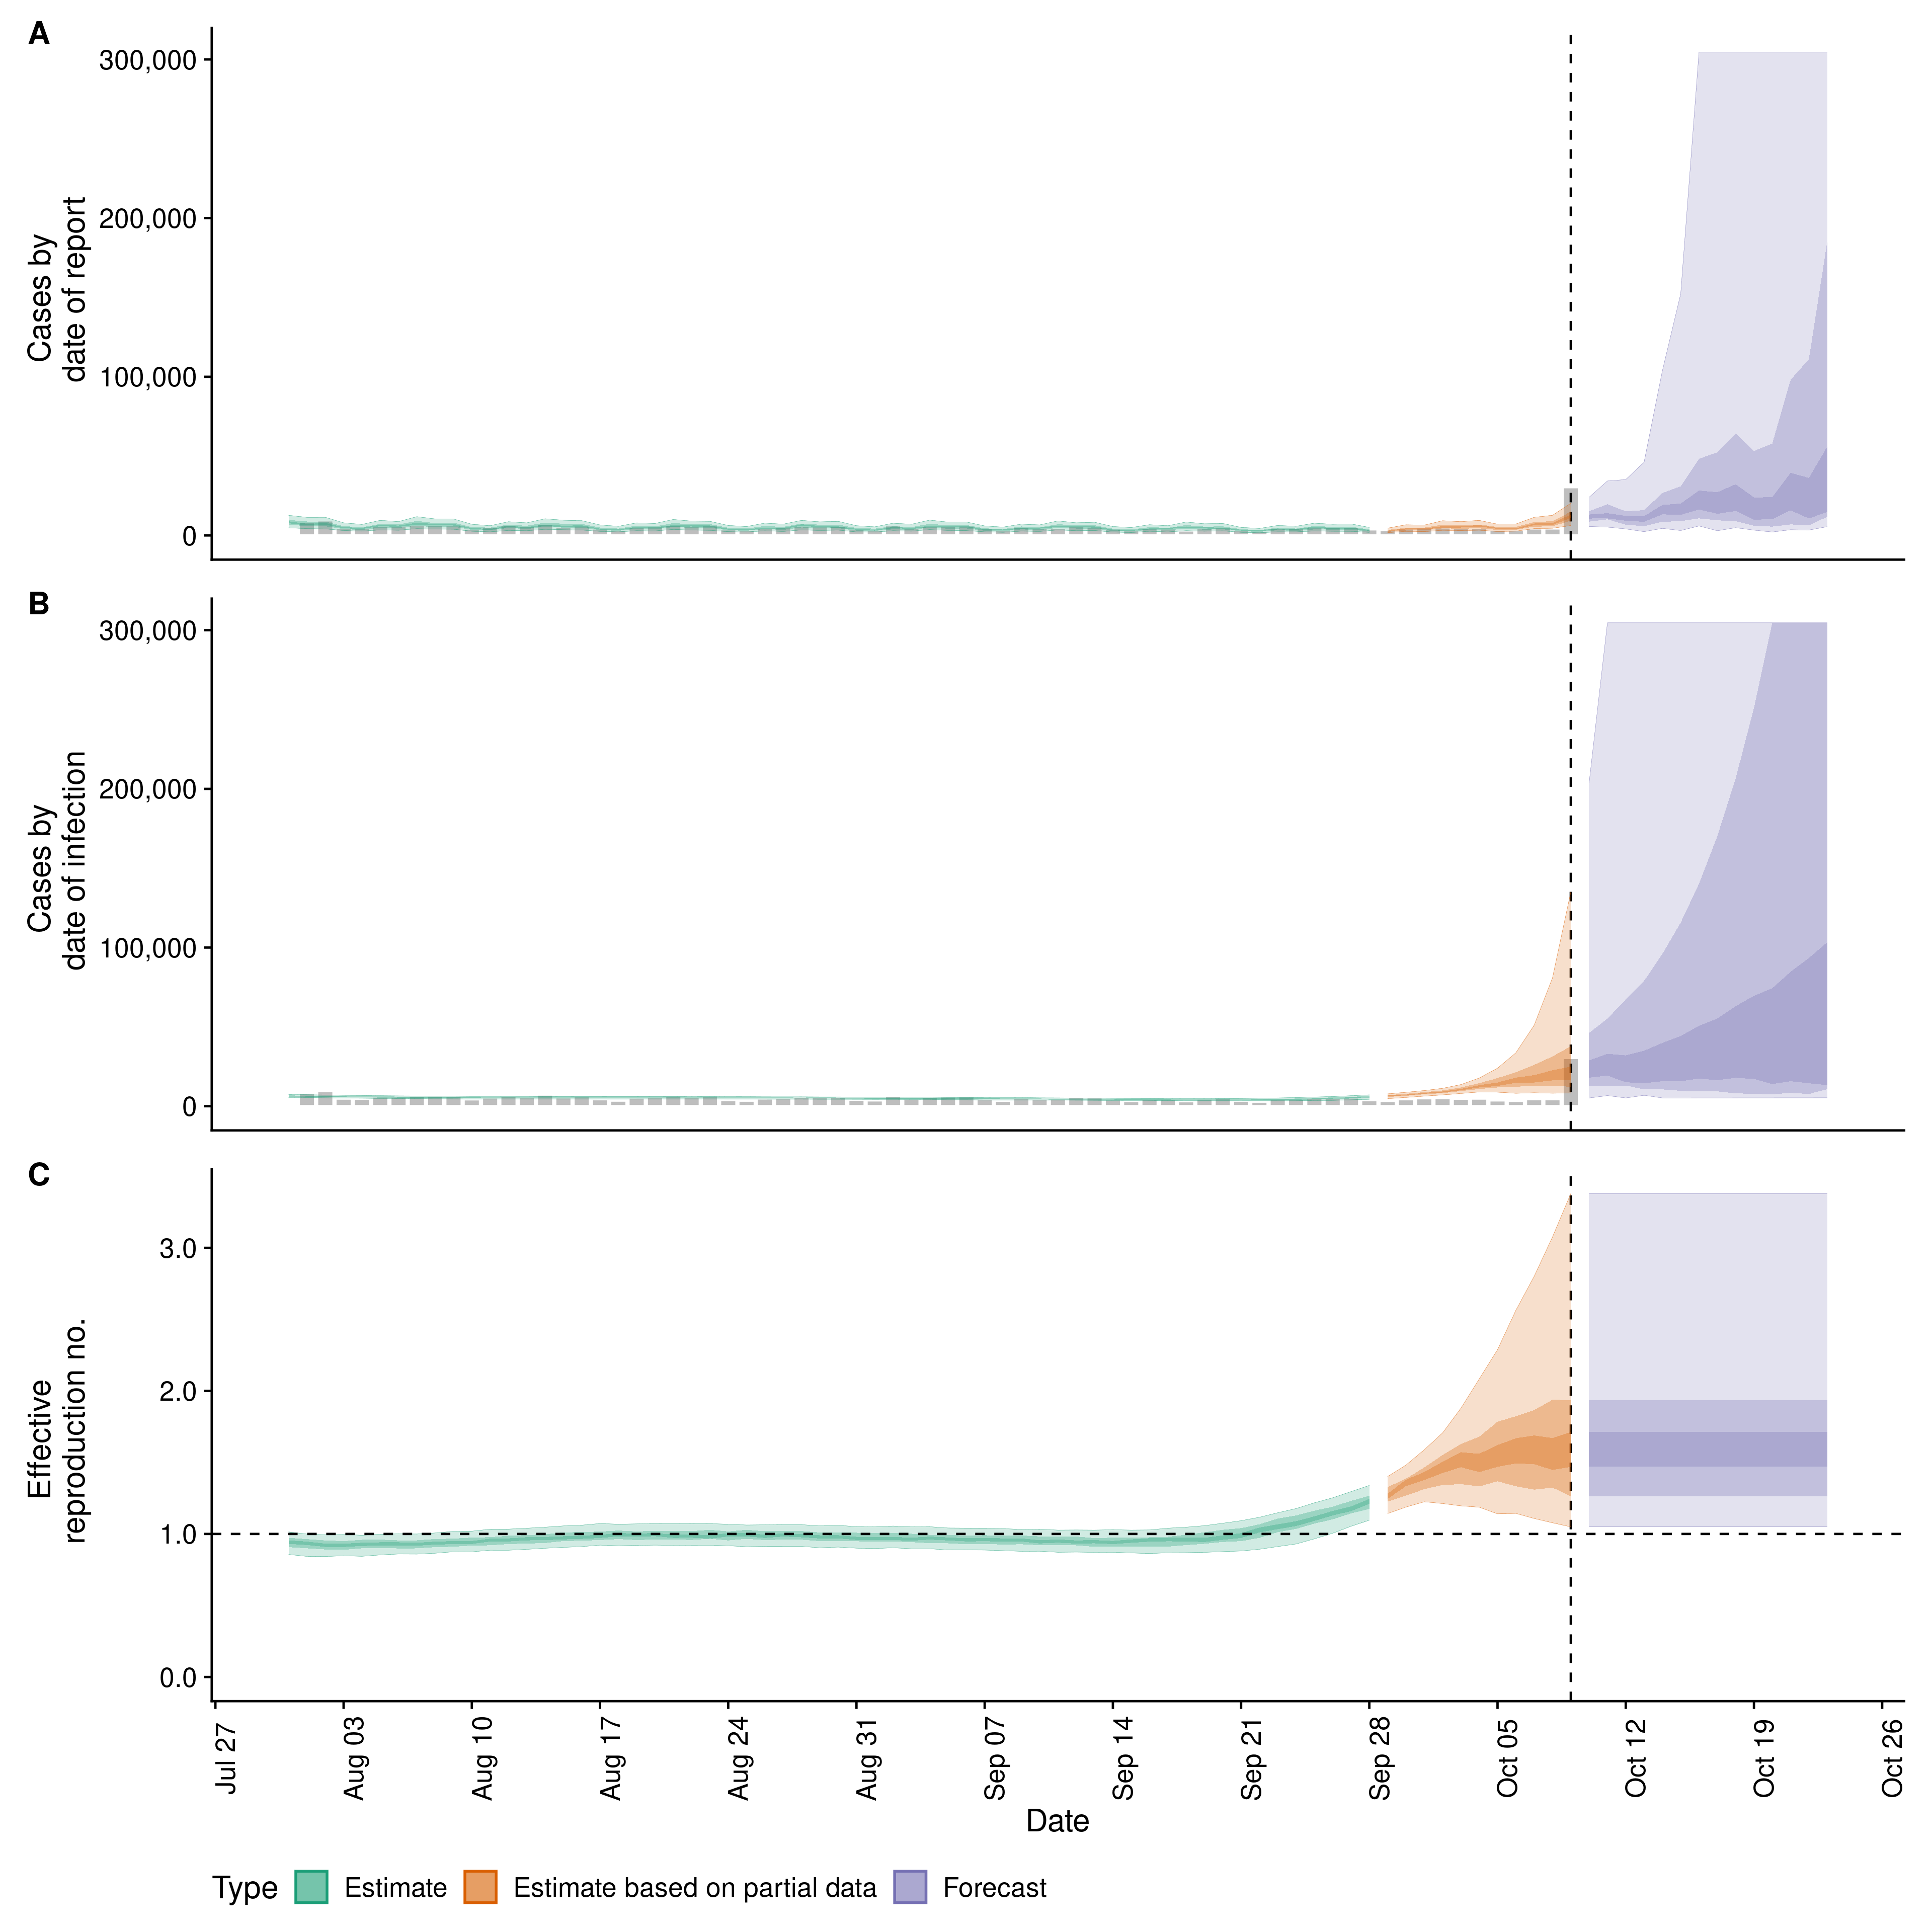 A
Cases by
date of report
300,000
200,000
100,000
0
B
Cases by
date of infection
300,000
200,000
100,000
0
C
Effective
reproduction no.
3.0
2.0
1.0
0.0
Jul 27
Aug 03
Aug 10
Aug 17
Aug 24
Aug 31
Sep 07
Sep 14
Sep 21
Sep 28
Oct 05
Oct 12
Oct 19
Oct 26
Date
Type Estimate Estimate based on partial data Forecast